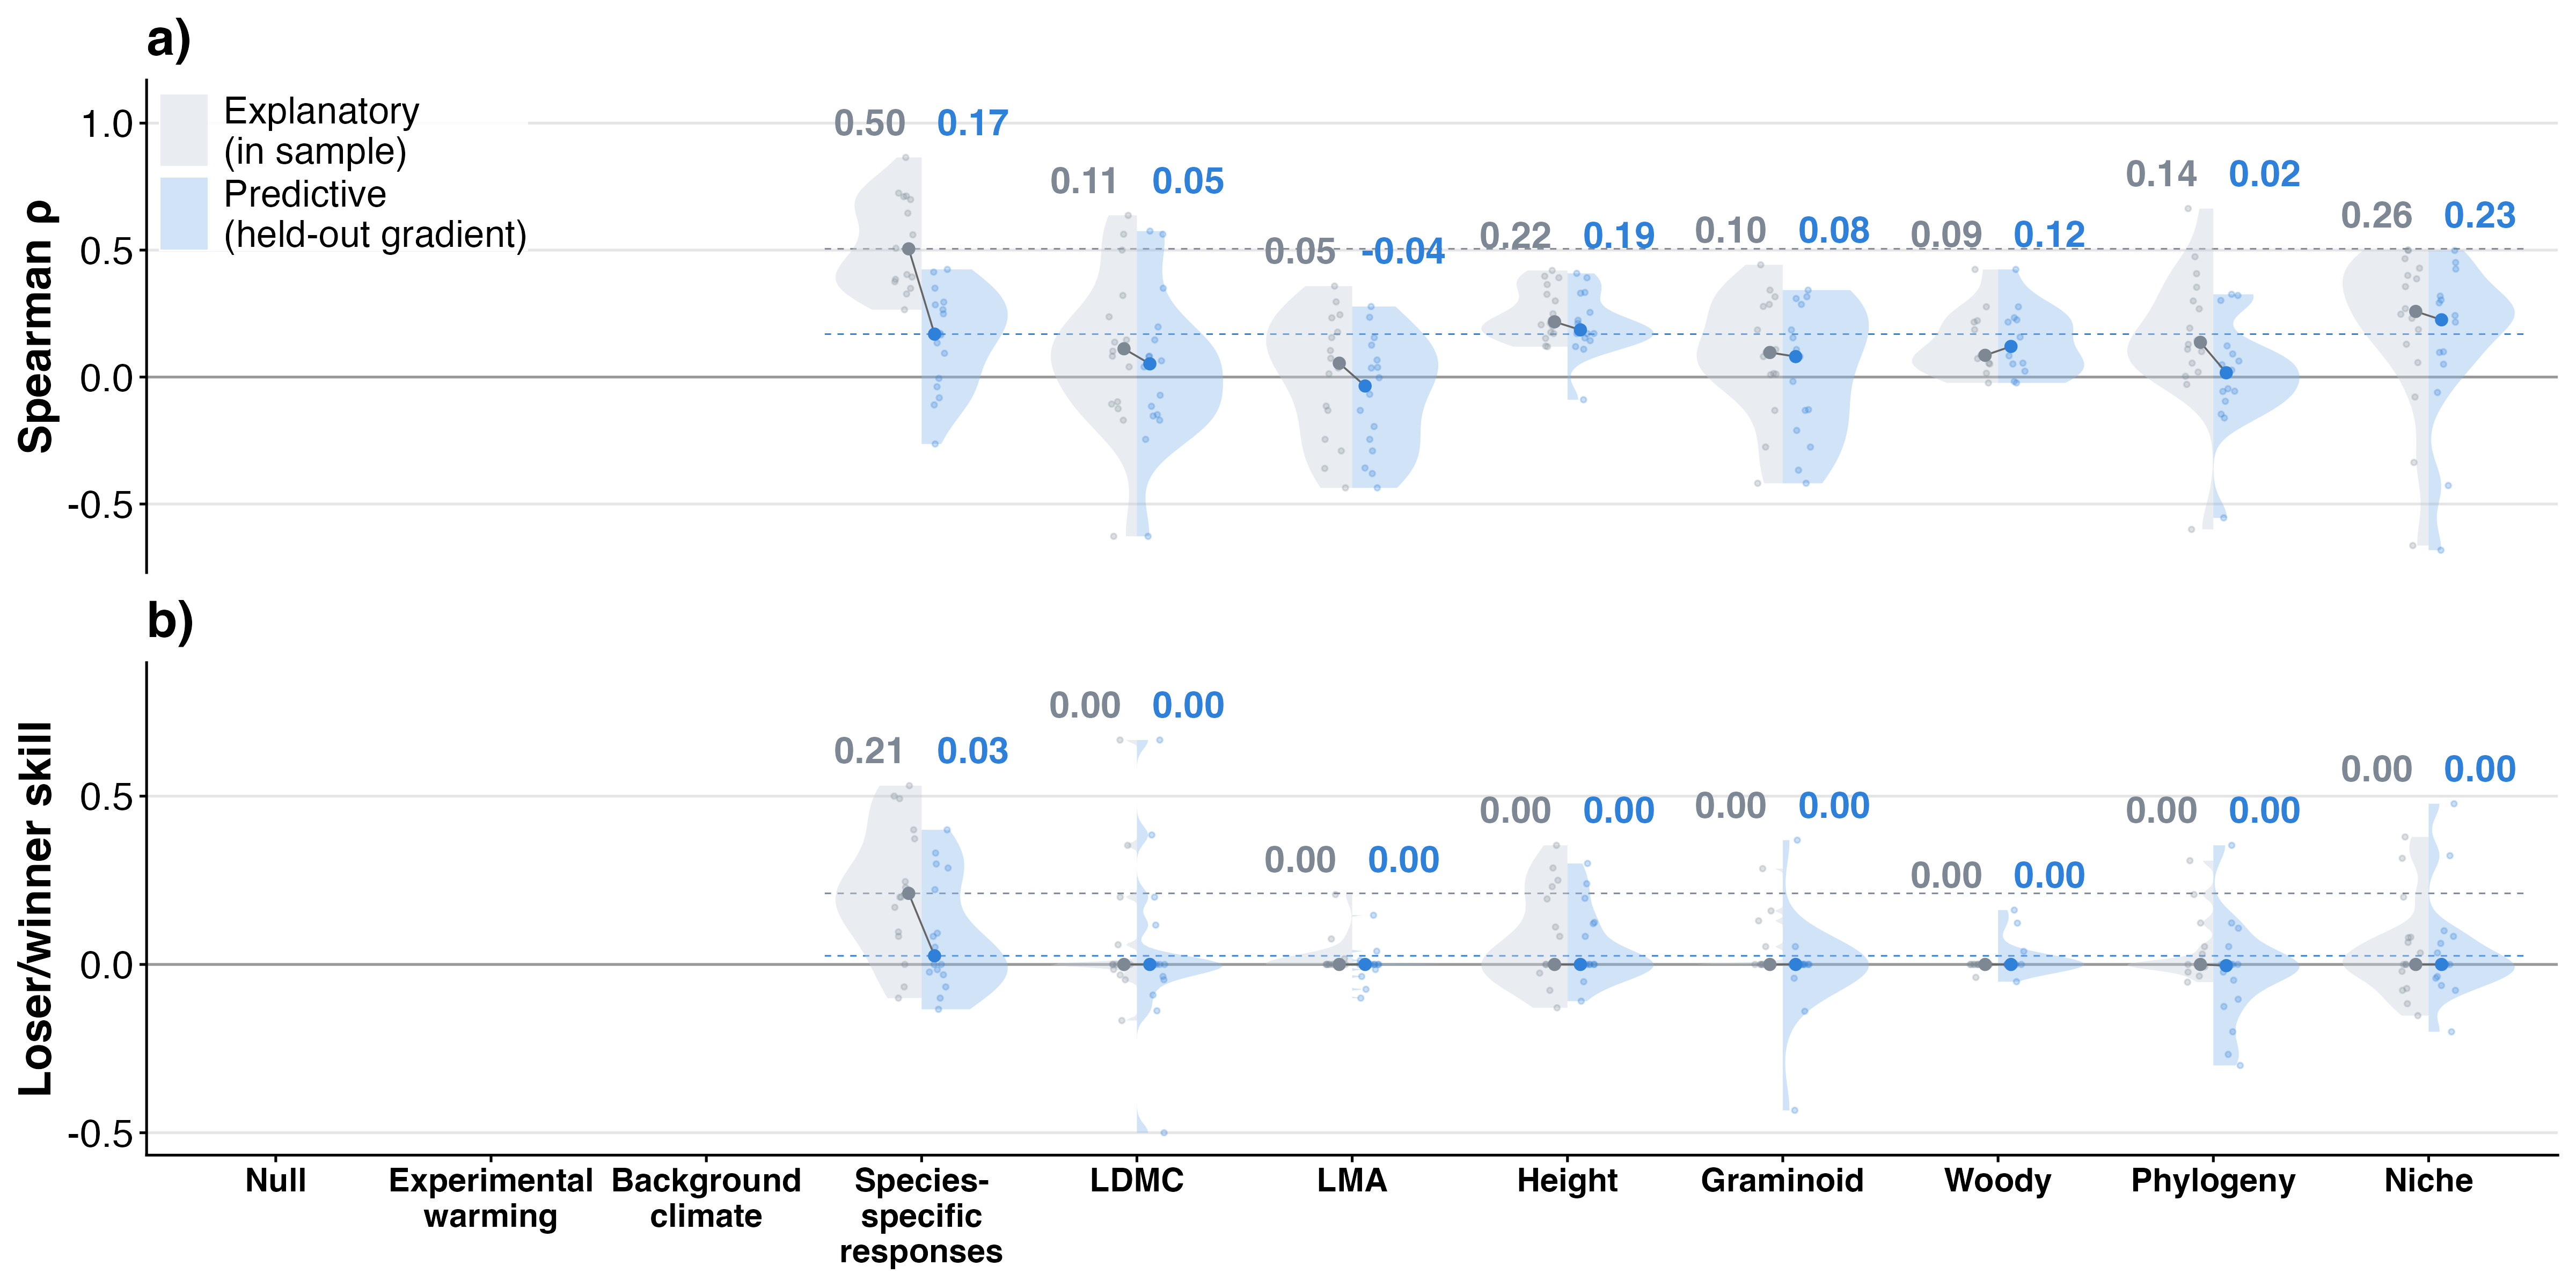 a)
Spearman ρ
1.0
0.5
0.0
-0.5
Explanatory
(in sample)
Predictive
(held-out gradient)
0.50 0.17
0.11 0.05
0.05 -0.04
0.22 0.19
0.10 0.08
0.09 0.12
0.14 0.02
0.26 0.23
b)
Loser/winner skill
0.5
0.0
-0.5
0.21 0.03
0.00 0.00
0.00 0.00
0.00 0.00
0.00 0.00
0.00 0.00
0.00 0.00
0.00 0.00
Null
Experimental
warming
Background
climate
Species-
specific
responses
LDMC
LMA
Height
Graminoid
Woody
Phylogeny
Niche